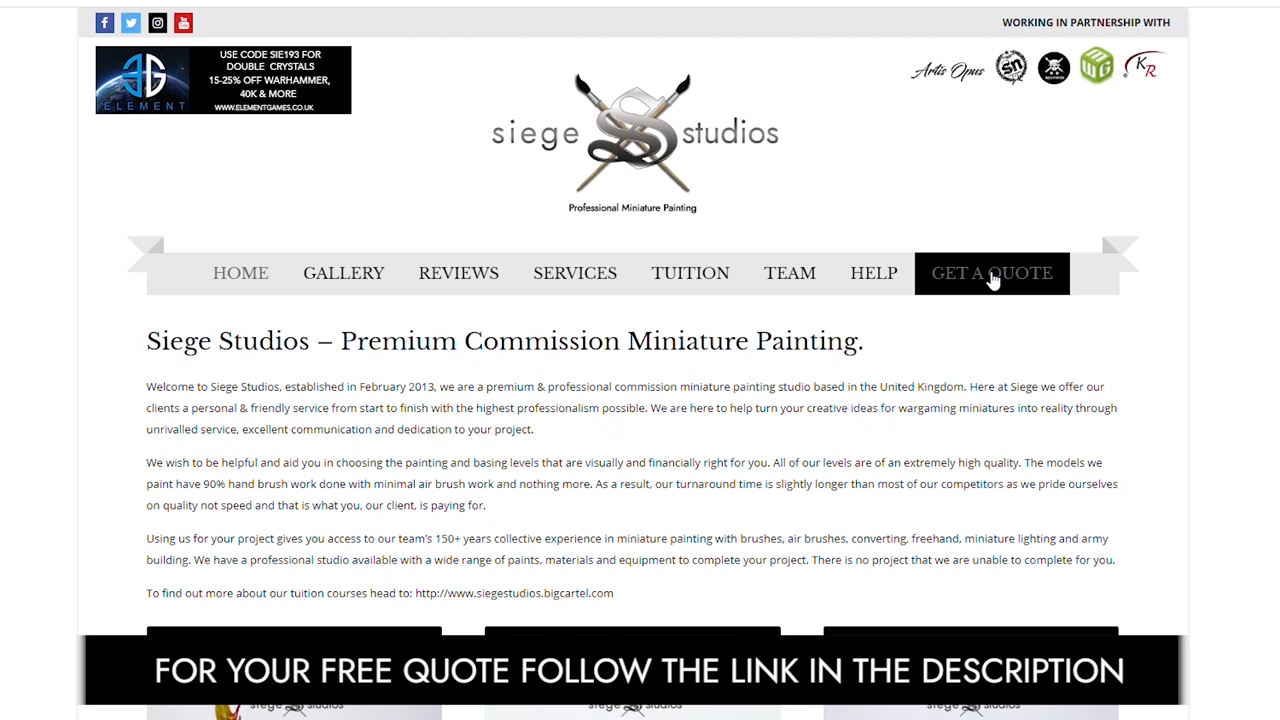 WORKING IN PARTNERSHIP WITH
USE CODE SIE193 FOR
DOUBLE CRYSTALS
15-25% OFF WARHAMMER,
40K & MORE
WWW.ELEMENTGAMES.CO.UK
ELEMENT
Artis Opus
KR
siege S studios
Professional Miniature Painting
HOME GALLERY REVIEWS SERVICES TUITION TEAM HELP GET A QUOTE
Siege Studios – Premium Commission Miniature Painting.
Welcome to Siege Studios, established in February 2013, we are a premium & professional commission miniature painting studio based in the United Kingdom. Here at Siege we offer our
clients a personal & friendly service from start to finish with the highest professionalism possible. We are here to help turn your creative ideas for wargaming miniatures into reality through
unrivalled service, excellent communication and dedication to your project.
We wish to be helpful and aid you in choosing the painting and basing levels that are visually and financially right for you. All of our levels are of an extremely high quality. The models we
paint have 90% hand brush work done with minimal air brush work and nothing more. As a result, our turnaround time is slightly longer than most of our competitors as we pride ourselves
on quality not speed and that is what you, our client, is paying for.
Using us for your project gives you access to our team's 150+ years collective experience in miniature painting with brushes, air brushes, converting, freehand, miniature lighting and army
building. We have a professional studio available with a wide range of paints, materials and equipment to complete your project. There is no project that we are unable to complete for you.
To find out more about our tuition courses head to: http://www.siegestudios.bigcartel.com
FOR YOUR FREE QUOTE FOLLOW THE LINK IN THE DESCRIPTION